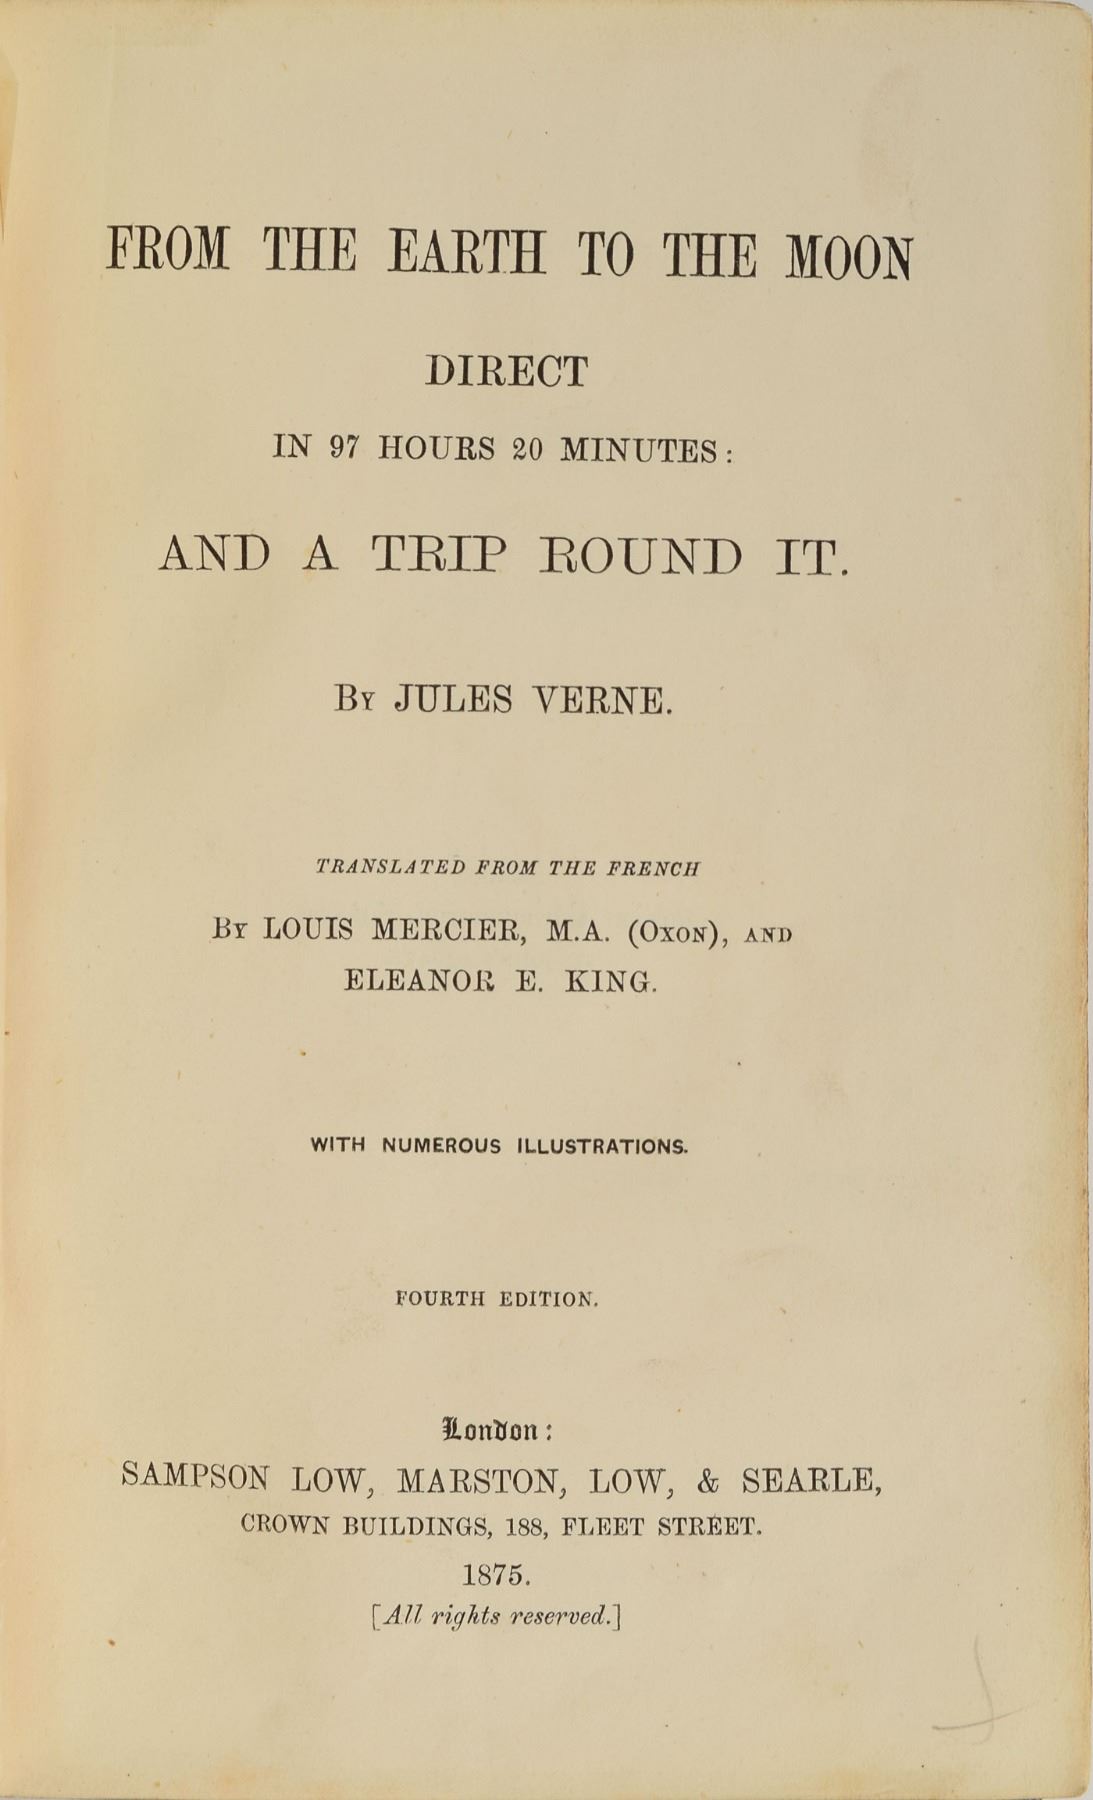 FROM THE EARTH TO THE MOON
DIRECT
IN 97 HOURS 20 MINUTES:
AND A TRIP ROUND IT.
BY JULES VERNE.
TRANSLATED FROM THE FRENCH
BY LOUIS MERCIER, M.A. (OXON), AND
ELEANOR E. KING.
WITH NUMEROUS ILLUSTRATIONS.
FOURTH EDITION.
London:
SAMPSON LOW, MARSTON, LOW, & SEARLE,
CROWN BUILDINGS, 188, FLEET STREET.
1875.
[All rights reserved.]